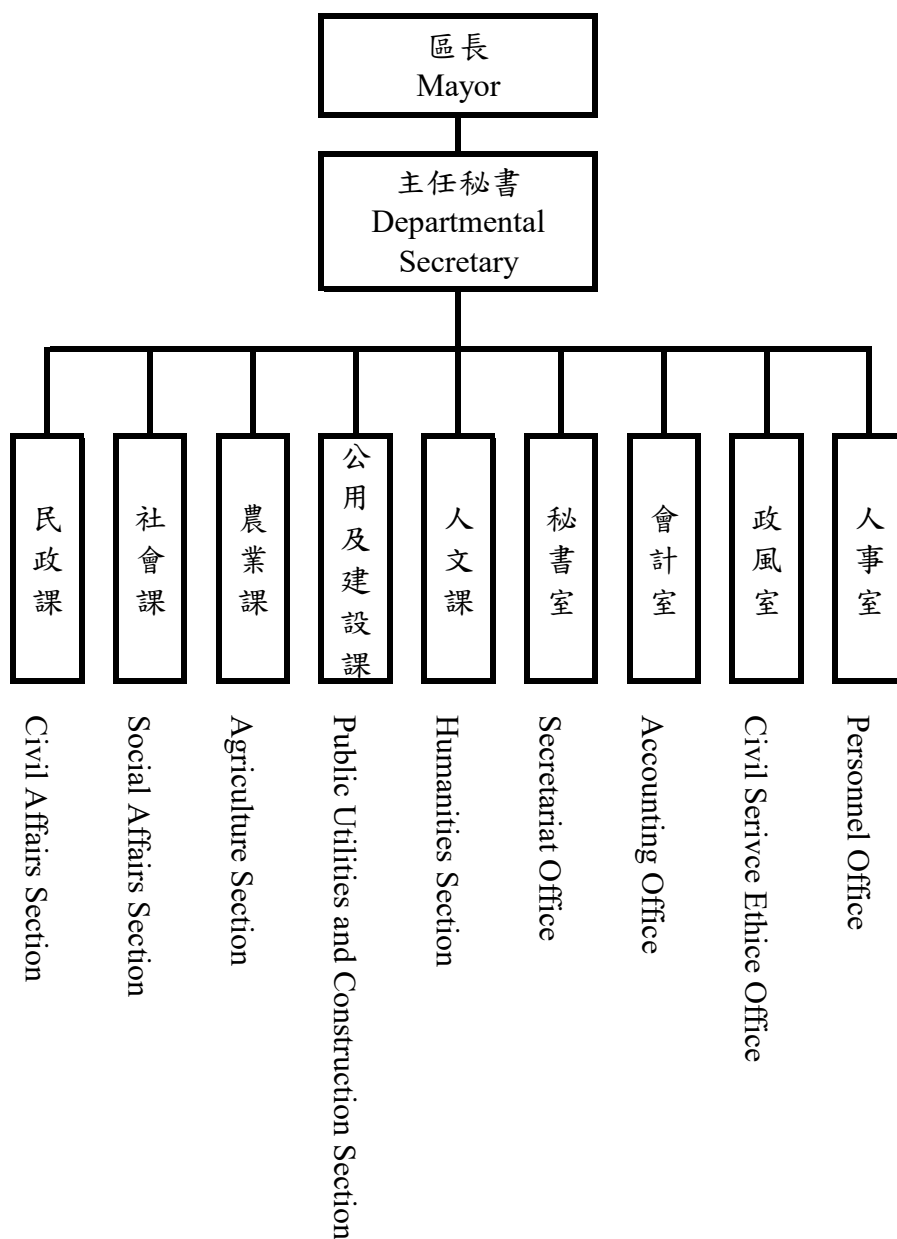 區長
Mayor
主任秘書
Departmental
Secretary
民政課
社會課
農業課
公用及建設課
人文課
秘書室
會計室
政風室
人事室
Civil Affairs Section
Social Affairs Section
Agriculture Section
Public Utilities and Construction Section
Humanities Section
Secretariat Office
Accounting Office
Civil Serivce Ethice Office
Personnel Office